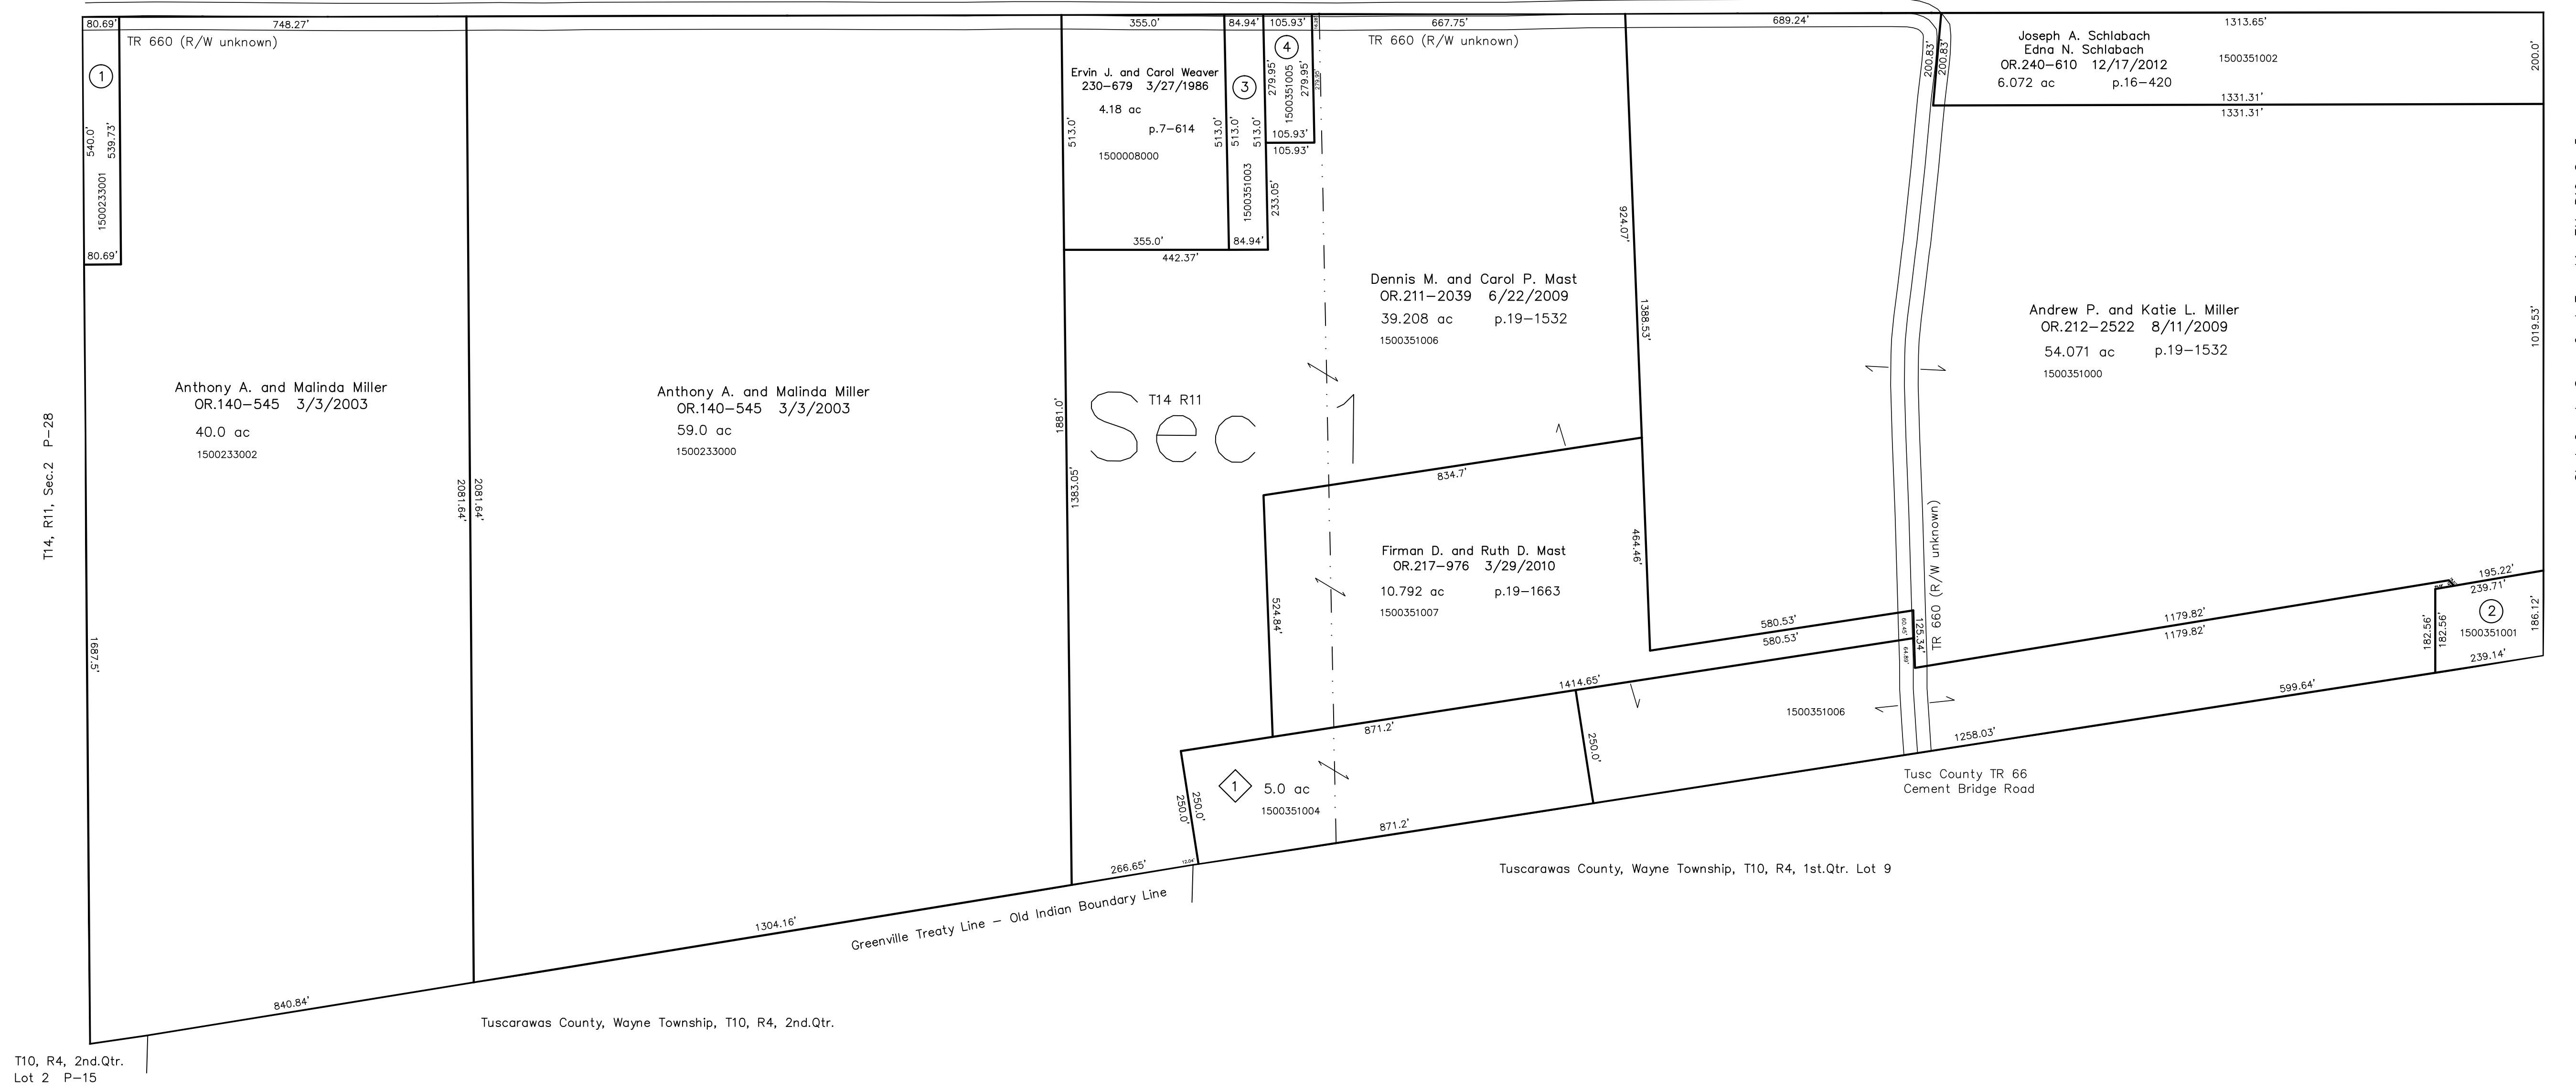 80.69'
748.27'
355.0'
84.94'
105.93'
667.75'
689.24'
1313.65'
TR 660 (R/W unknown)
TR 660 (R/W unknown)
1
540.0'
539.73'
1500233001
80.69'
Ervin J. and Carol Weaver
230-679 3/27/1986
4.18 ac
p.7-614
1500008000
513.0'
513.0'
355.0'
442.37'
3
513.0'
513.0'
1500351003
84.94'
233.05'
4
279.95'
1500351005
279.95'
279.95'
105.93'
105.93'
200.83'
200.83'
Joseph A. Schlabach
Edna N. Schlabach
OR.240-610 12/17/2012
6.072 ac p.16-420
1500351002
200.0'
1331.31'
1331.31'
924.07'
1388.53'
Dennis M. and Carol P. Mast
OR.211-2039 6/22/2009
39.208 ac p.19-1532
1500351006
Andrew P. and Katie L. Miller
OR.212-2522 8/11/2009
54.071 ac p.19-1532
1500351000
1019.53'
T14, R11, Sec.2 P-28
Anthony A. and Malinda Miller
OR.140-545 3/3/2003
40.0 ac
1500233002
Anthony A. and Malinda Miller
OR.140-545 3/3/2003
59.0 ac
1500233000
2081.64'
2081.64'
1881.0'
1383.05'
T14 R11
Sec 1
834.7'
464.46'
Firman D. and Ruth D. Mast
OR.217-976 3/29/2010
10.792 ac p.19-1663
1500351007
524.84'
TR 660 (R/W unknown)
580.53'
580.53'
60.45'
64.89'
125.34'
1179.82'
1179.82'
195.22'
239.71'
2
1500351001
182.56'
182.56'
186.12'
239.14'
1687.5'
1414.65'
871.2'
250.0'
1500351006
599.64'
1258.03'
1
5.0 ac
1500351004
250.0'
250.0'
871.2'
Tusc County TR 66
Cement Bridge Road
12.04'
266.65'
Tuscarawas County, Wayne Township, T10, R4, 1st.Qtr. Lot 9
Greenville Treaty Line - Old Indian Boundary Line
1304.16'
840.84'
Tuscarawas County, Wayne Township, T10, R4, 2nd.Qtr.
T10, R4, 2nd.Qtr.
Lot 2 P-15